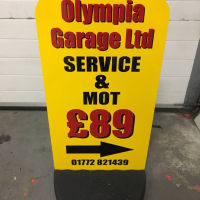 Olympia
Garage Ltd
SERVICE
&
MOT
£89
01772 821439